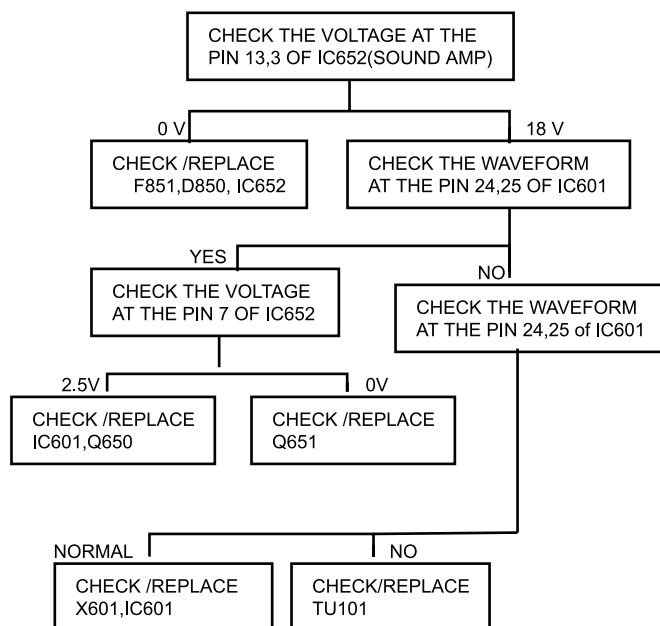 CHECK THE VOLTAGE AT THE
PIN 13,3 OF IC652(SOUND AMP)
0 V
18 V
CHECK /REPLACE
F851,D850, IC652
CHECK THE WAVEFORM
AT THE PIN 24,25 OF IC601
YES
NO
CHECK THE VOLTAGE
AT THE PIN 7 OF IC652
CHECK THE WAVEFORM
AT THE PIN 24,25 of IC601
2.5V
0V
CHECK /REPLACE
IC601,Q650
CHECK /REPLACE
Q651
NORMAL
NO
CHECK /REPLACE
X601,IC601
CHECK/REPLACE
TU101